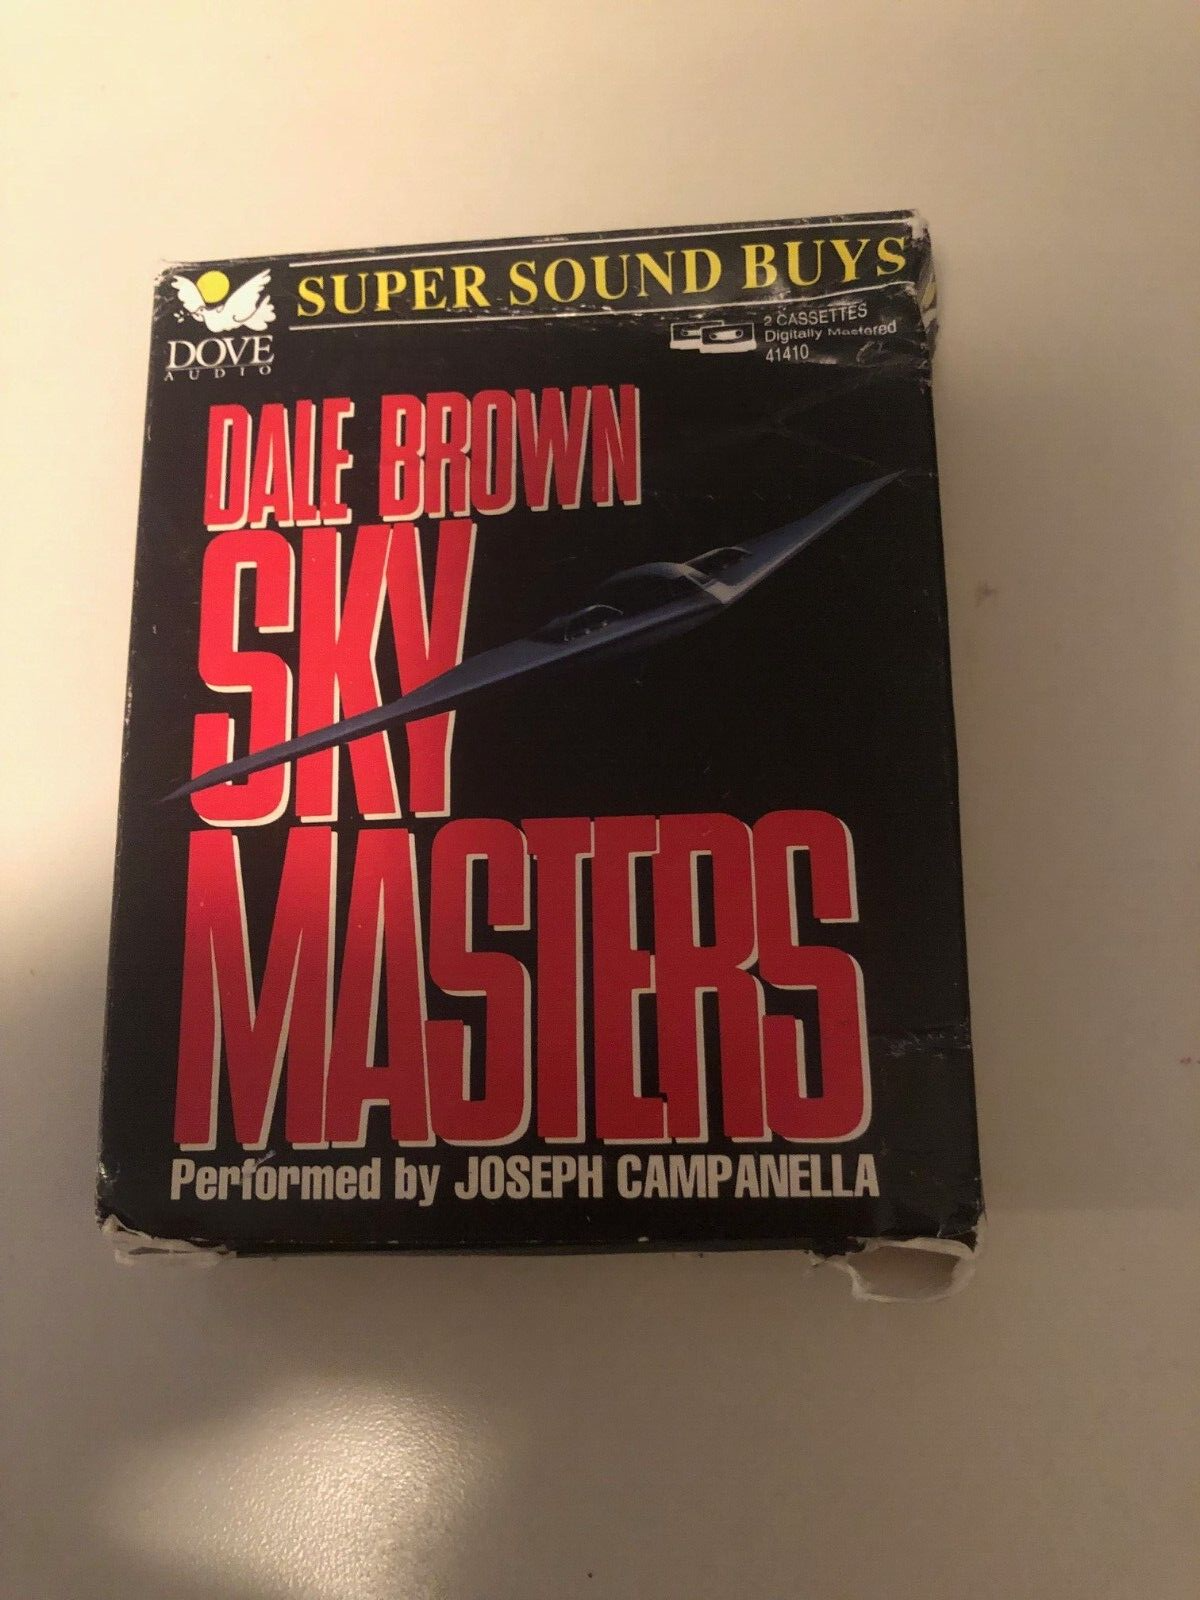 SUPER SOUND BUYS
DOVE
AUDIO
2 CASSETTES
Digitally Mastered
41410
DALE BROWN
SKY
MASTERS
Performed by JOSEPH CAMPANELLA